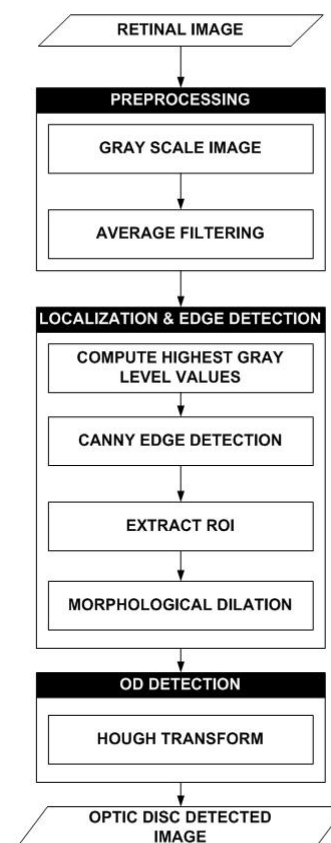 RETINAL IMAGE
PREPROCESSING
GRAY SCALE IMAGE
AVERAGE FILTERING
LOCALIZATION & EDGE DETECTION
COMPUTE HIGHEST GRAY
LEVEL VALUES
CANNY EDGE DETECTION
EXTRACT ROI
MORPHOLOGICAL DILATION
OD DETECTION
HOUGH TRANSFORM
OPTIC DISC DETECTED
IMAGE